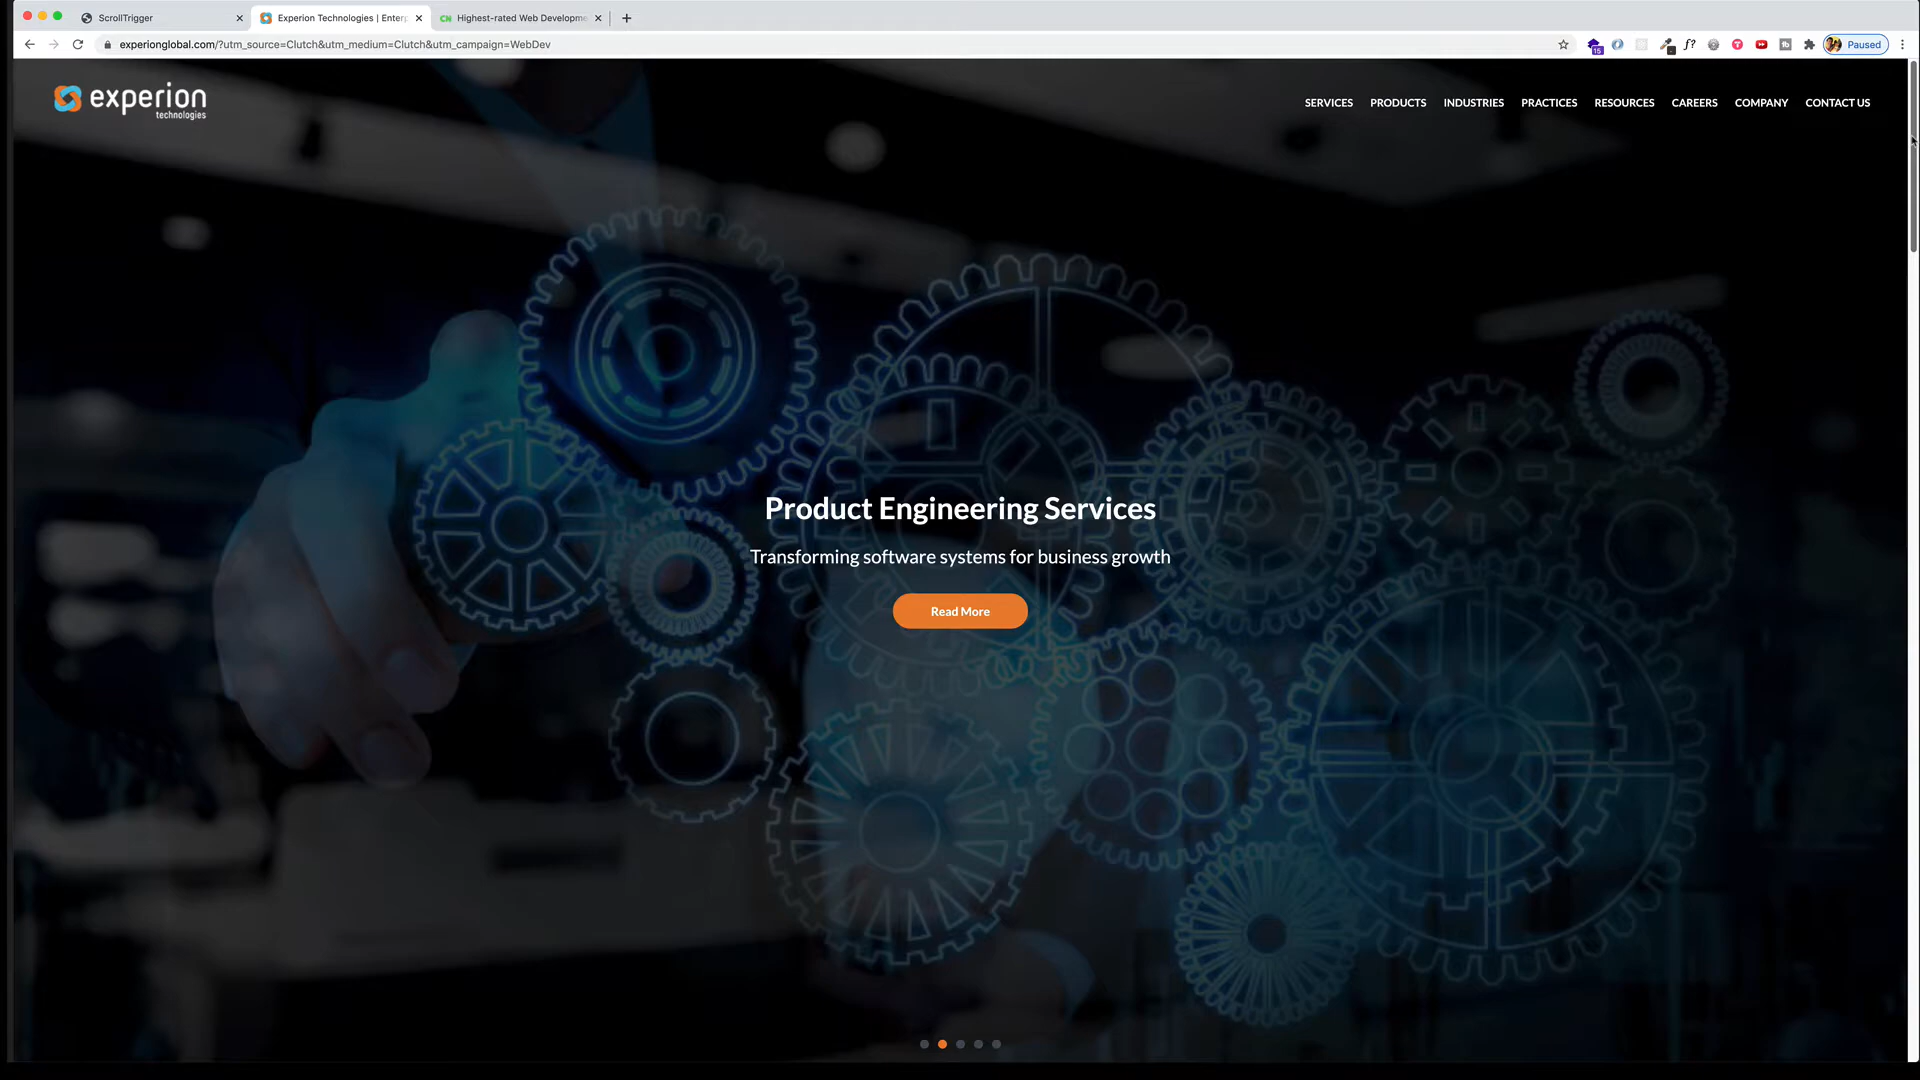 ScrollTrigger
Experion Technologies | Enter
Highest-rated Web Developme
experionglobal.com/?utm_source=Clutch&utm_medium=Clutch&utm_campaign=WebDev
15
f?
Paused
experion
technologies
SERVICES PRODUCTS INDUSTRIES PRACTICES RESOURCES CAREERS COMPANY CONTACT US
Product Engineering Services
Transforming software systems for business growth
Read More